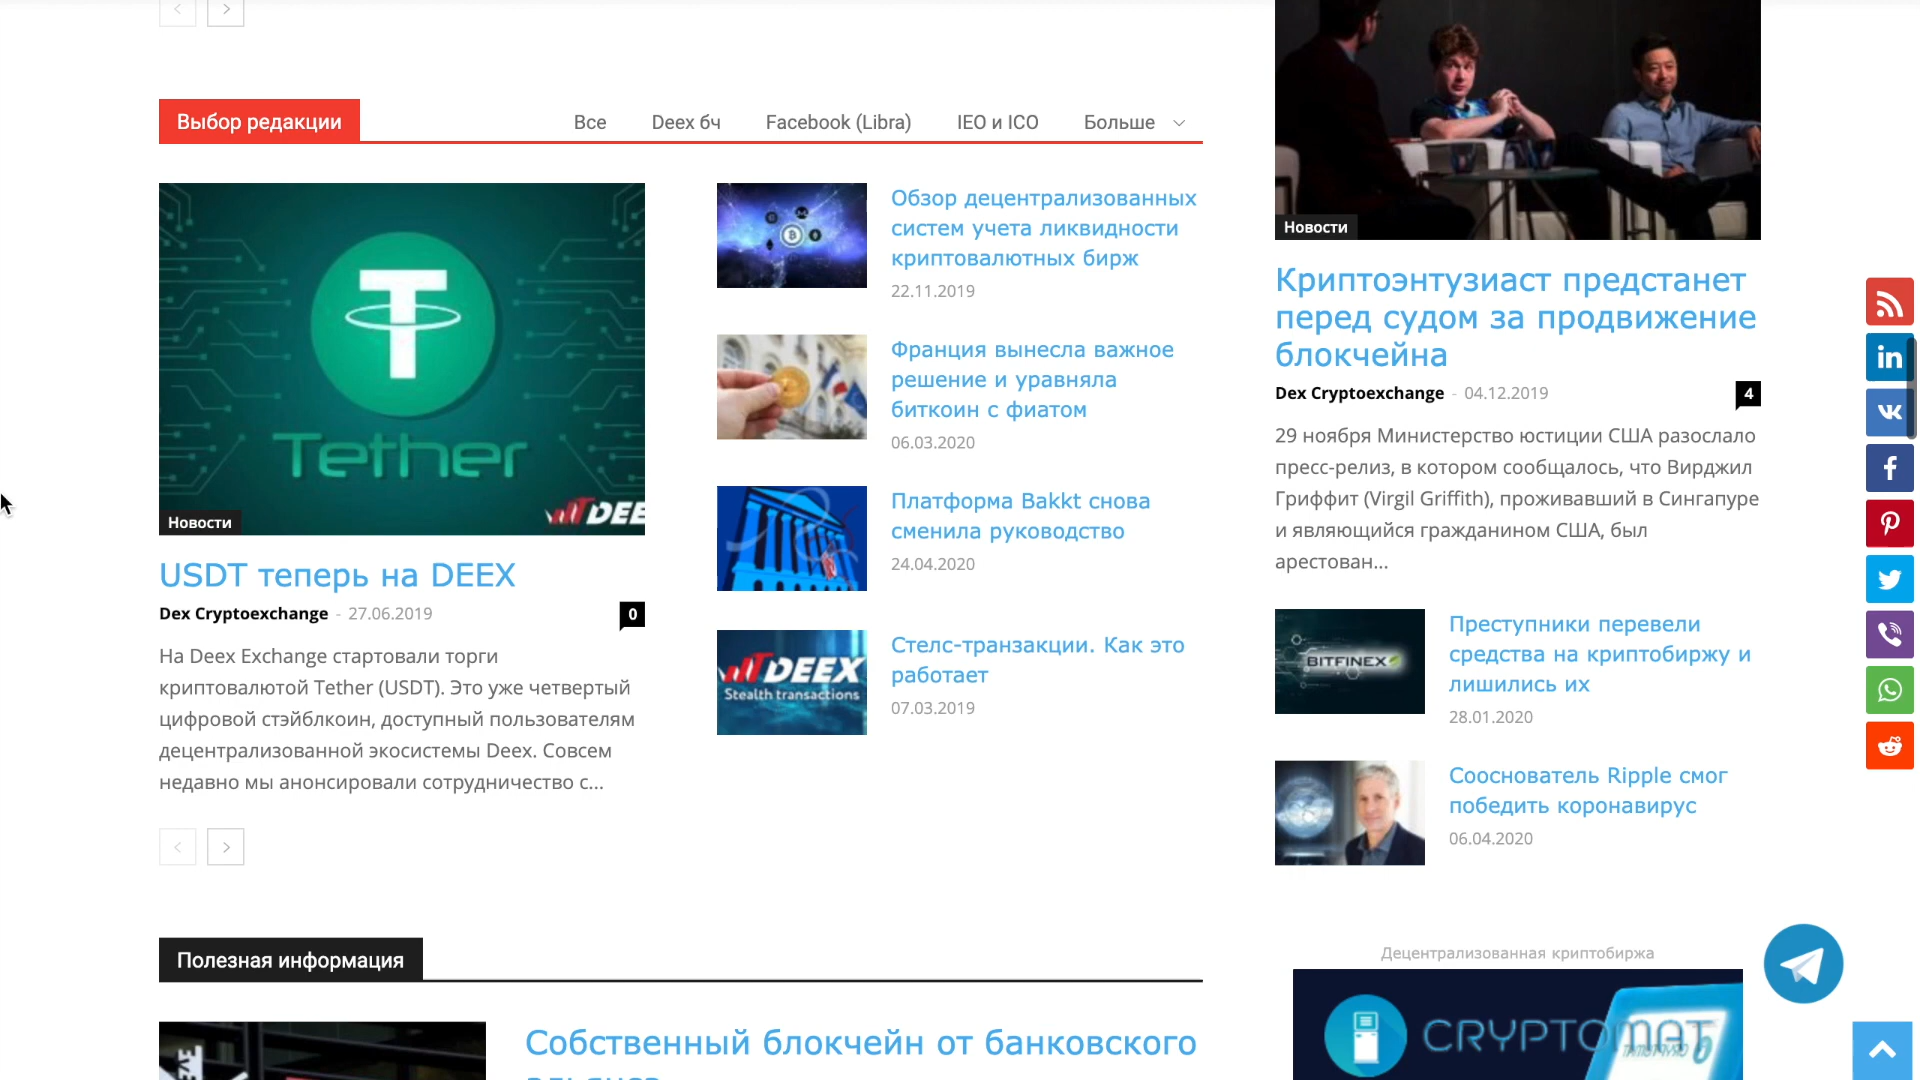 Выбор редакции
Все
Deex бч
Facebook (Libra)
IEO и ICO
Больше
Tether
DEE
Новости
USDT теперь на DEEX
Dex Cryptoexchange - 27.06.2019
0
На Deex Exchange стартовали торги
криптовалютой Tether (USDT). Это уже четвертый
цифровой стэйблкоин, доступный пользователям
децентрализованной экосистемы Deex. Совсем
недавно мы анонсировали сотрудничество с...
Обзор децентрализованных
систем учета ликвидности
криптовалютных бирж
22.11.2019
Франция вынесла важное
решение и уравняла
биткоин с фиатом
06.03.2020
Платформа Bakkt снова
сменила руководство
24.04.2020
DEEX
Stealth transactions
Стелс-транзакции. Как это
работает
07.03.2019
Новости
Криптоэнтузиаст предстанет
перед судом за продвижение
блокчейна
Dex Cryptoexchange - 04.12.2019
4
29 ноября Министерство юстиции США разослало
пресс-релиз, в котором сообщалось, что Вирджил
Гриффит (Virgil Griffith), проживавший в Сингапуре
и являющийся гражданином США, был
арестован...
BITFINEX
Преступники перевели
средства на криптобиржу и
лишились их
28.01.2020
Сооснователь Ripple смог
победить коронавирус
06.04.2020
Полезная информация
Собственный блокчейн от банковского
Децентрализованная криптобиржа
CRYPTOMAT